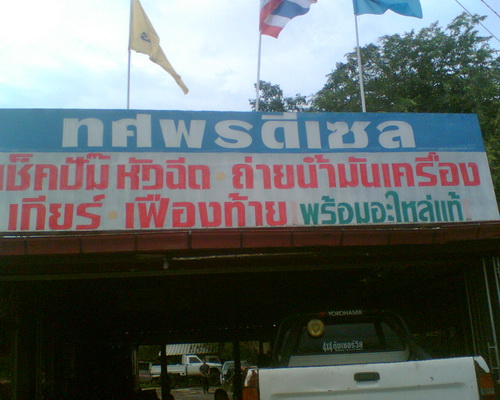 ทศพรดีเซล
เช็คปั๊ม หัวฉีด • ถ่ายน้ำมันเครื่อง
เกียร์ • เฟืองท้าย พร้อมอะไหล่แท้
YOKOHAMA